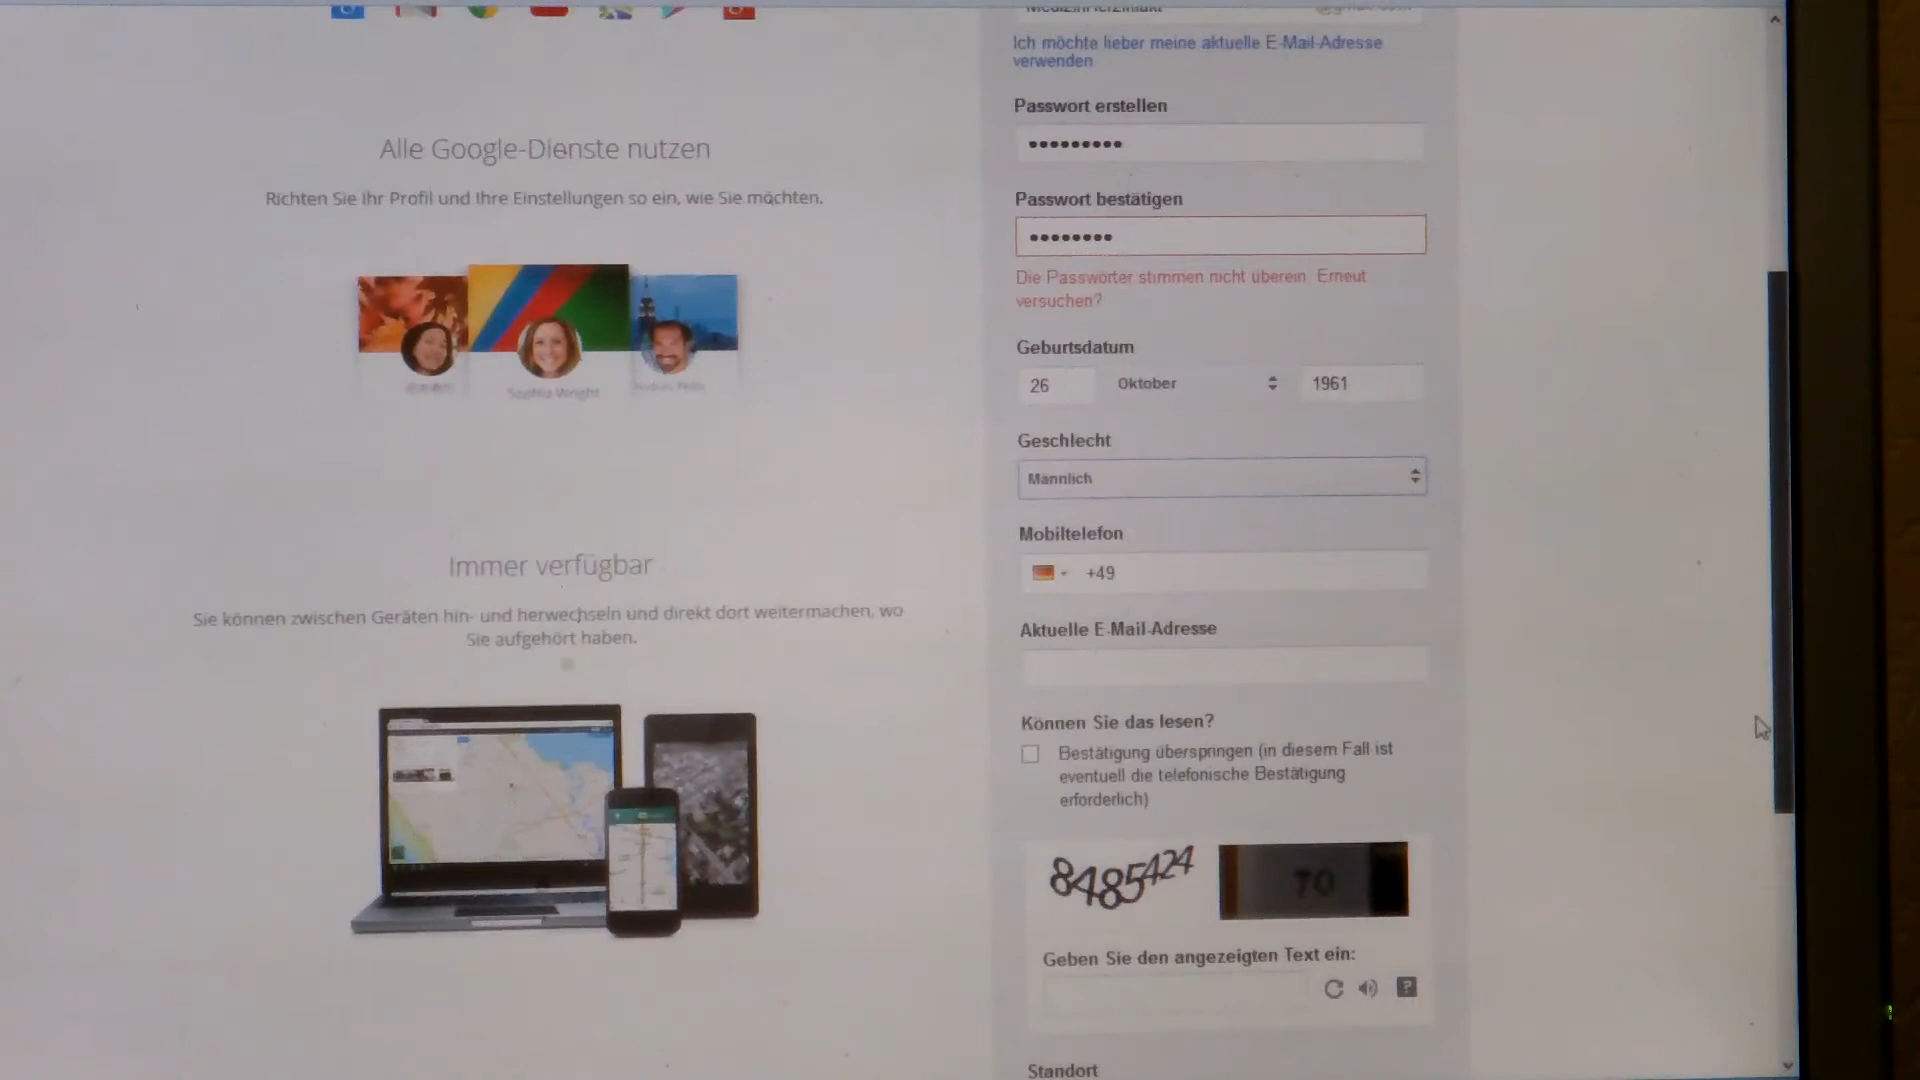 Ich möchte lieber meine aktuelle E-Mail-Adresse
verwenden
Passwort erstellen
•••••••••
Passwort bestätigen
••••••••
Die Passwörter stimmen nicht überein. Erneut
versuchen?
Geburtsdatum
26 Oktober 1961
Geschlecht
Männlich
Mobiltelefon
+49
Aktuelle E-Mail-Adresse
Können Sie das lesen?
Bestätigung überspringen (in diesem Fall ist
eventuell die telefonische Bestätigung
erforderlich)
8485424
70
Geben Sie den angezeigten Text ein:
?
Standort
Alle Google-Dienste nutzen
Richten Sie Ihr Profil und Ihre Einstellungen so ein, wie Sie möchten.
Sophia Wright
Immer verfügbar
Sie können zwischen Geräten hin- und herwechseln und direkt dort weitermachen, wo
Sie aufgehört haben.